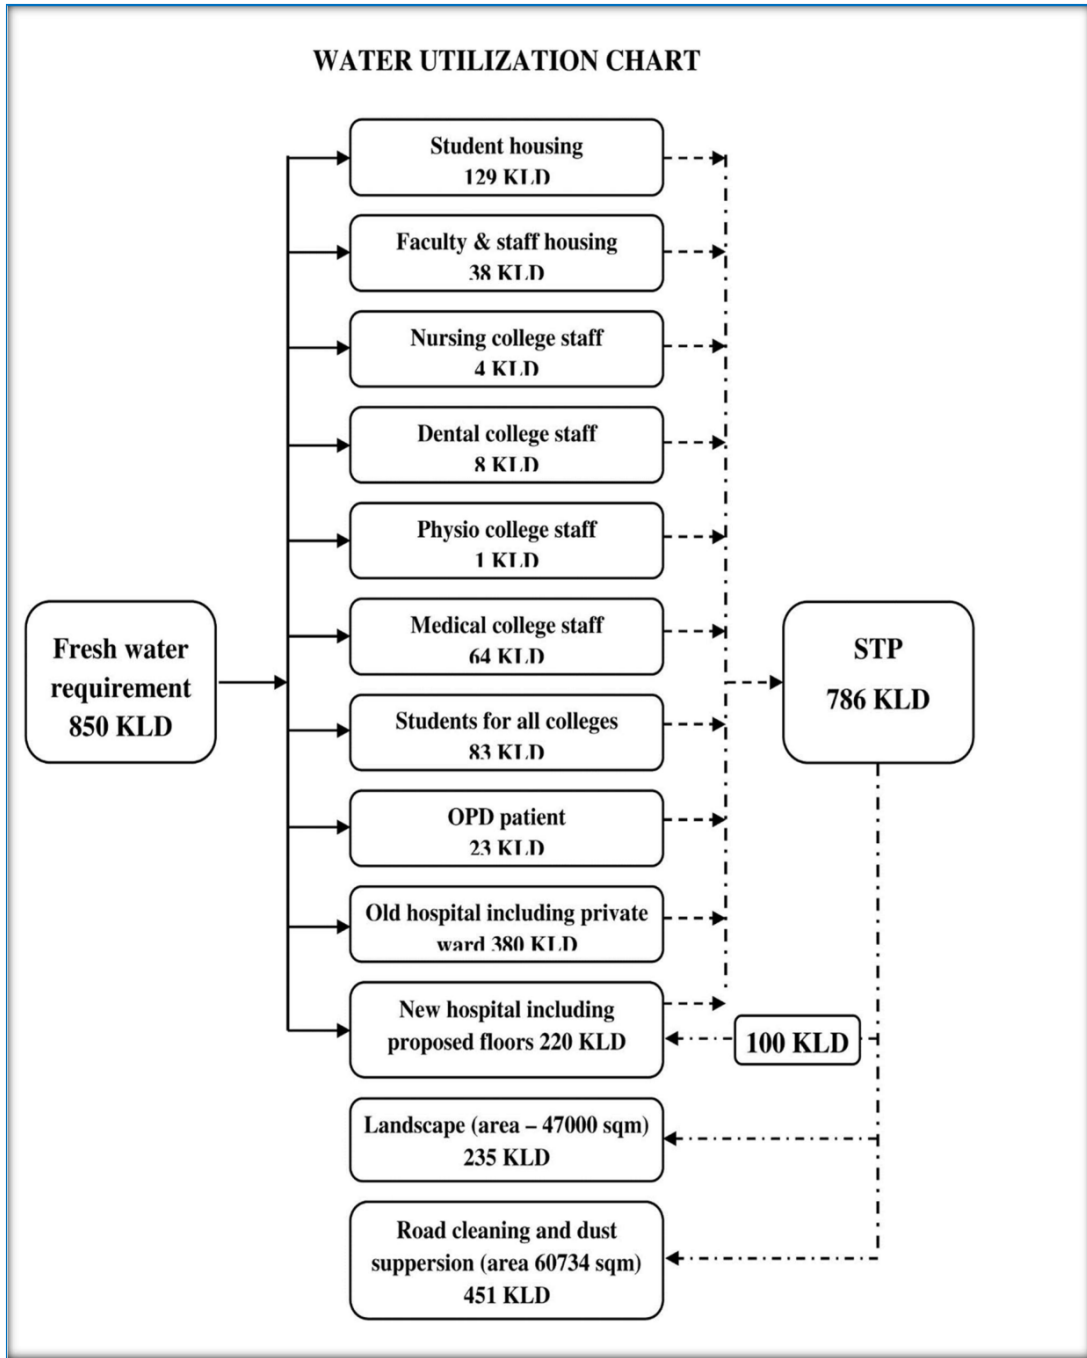 WATER UTILIZATION CHART
Student housing
129 KLD
Faculty & staff housing
38 KLD
Nursing college staff
4 KLD
Dental college staff
8 KLD
Physio college staff
1 KLD
Medical college staff
64 KLD
Students for all colleges
83 KLD
OPD patient
23 KLD
Old hospital including private
ward 380 KLD
New hospital including
proposed floors 220 KLD
Landscape (area – 47000 sqm)
235 KLD
Road cleaning and dust
suppersion (area 60734 sqm)
451 KLD
Fresh water
requirement
850 KLD
STP
786 KLD
100 KLD